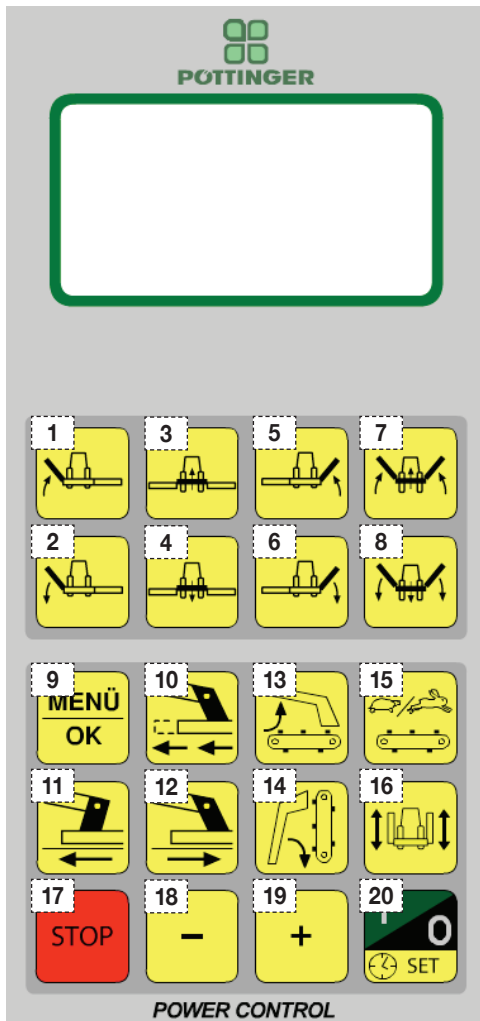 PÖTTINGER
1 3 5 7
2 4 6 8
9 10 13 15
MENÜ
OK
11 12 14 16
17 18 19 20
STOP - + I 0
SET
POWER CONTROL